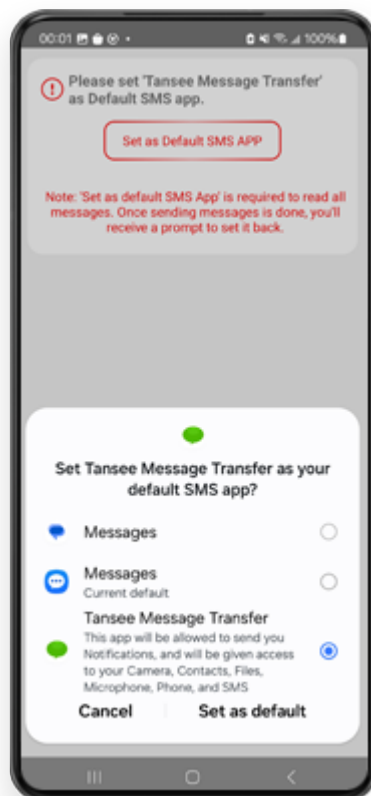 00:01 100%
Please set 'Tansee Message Transfer'
as Default SMS app.
Set as Default SMS APP
Note: 'Set as default SMS App' is required to read all
messages. Once sending messages is done, you'll
receive a prompt to set it back.
Set Tansee Message Transfer as your
default SMS app?
Messages
Messages
Current default
Tansee Message Transfer
This app will be allowed to send you
Notifications, and will be given access
to your Camera, Contacts, Files,
Microphone, Phone, and SMS
Cancel Set as default